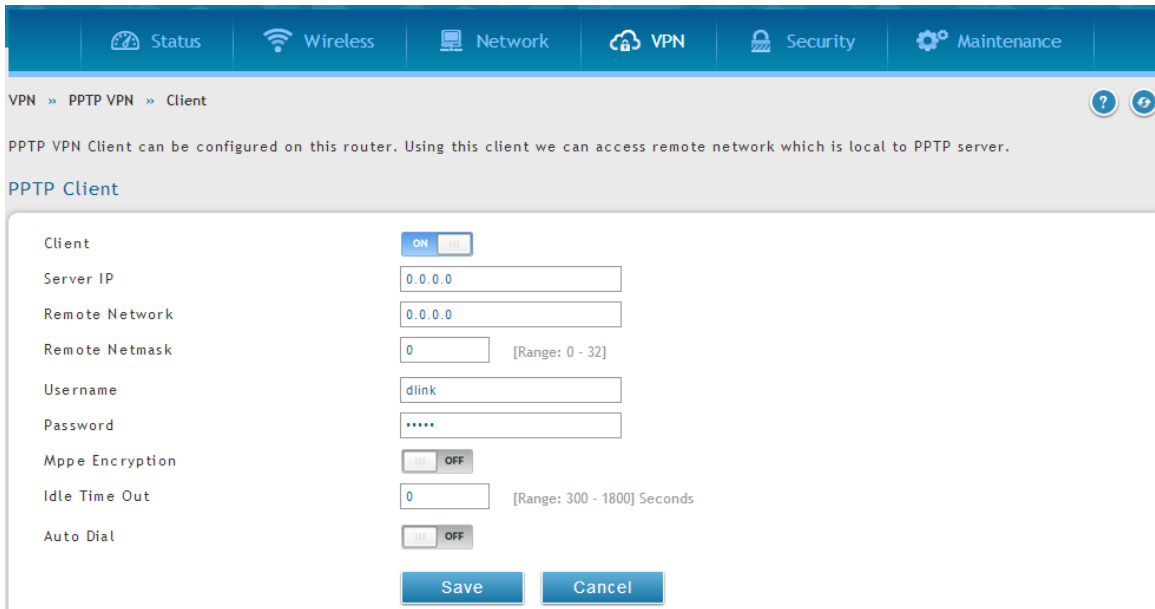 Status Wireless Network VPN Security Maintenance
VPN » PPTP VPN » Client ?
PPTP VPN Client can be configured on this router. Using this client we can access remote network which is local to PPTP server.
PPTP Client
Client ON
Server IP 0.0.0.0
Remote Network 0.0.0.0
Remote Netmask 0 [Range: 0 - 32]
Username dlink
Password •••••
Mppe Encryption OFF
Idle Time Out 0 [Range: 300 - 1800] Seconds
Auto Dial OFF
Save Cancel